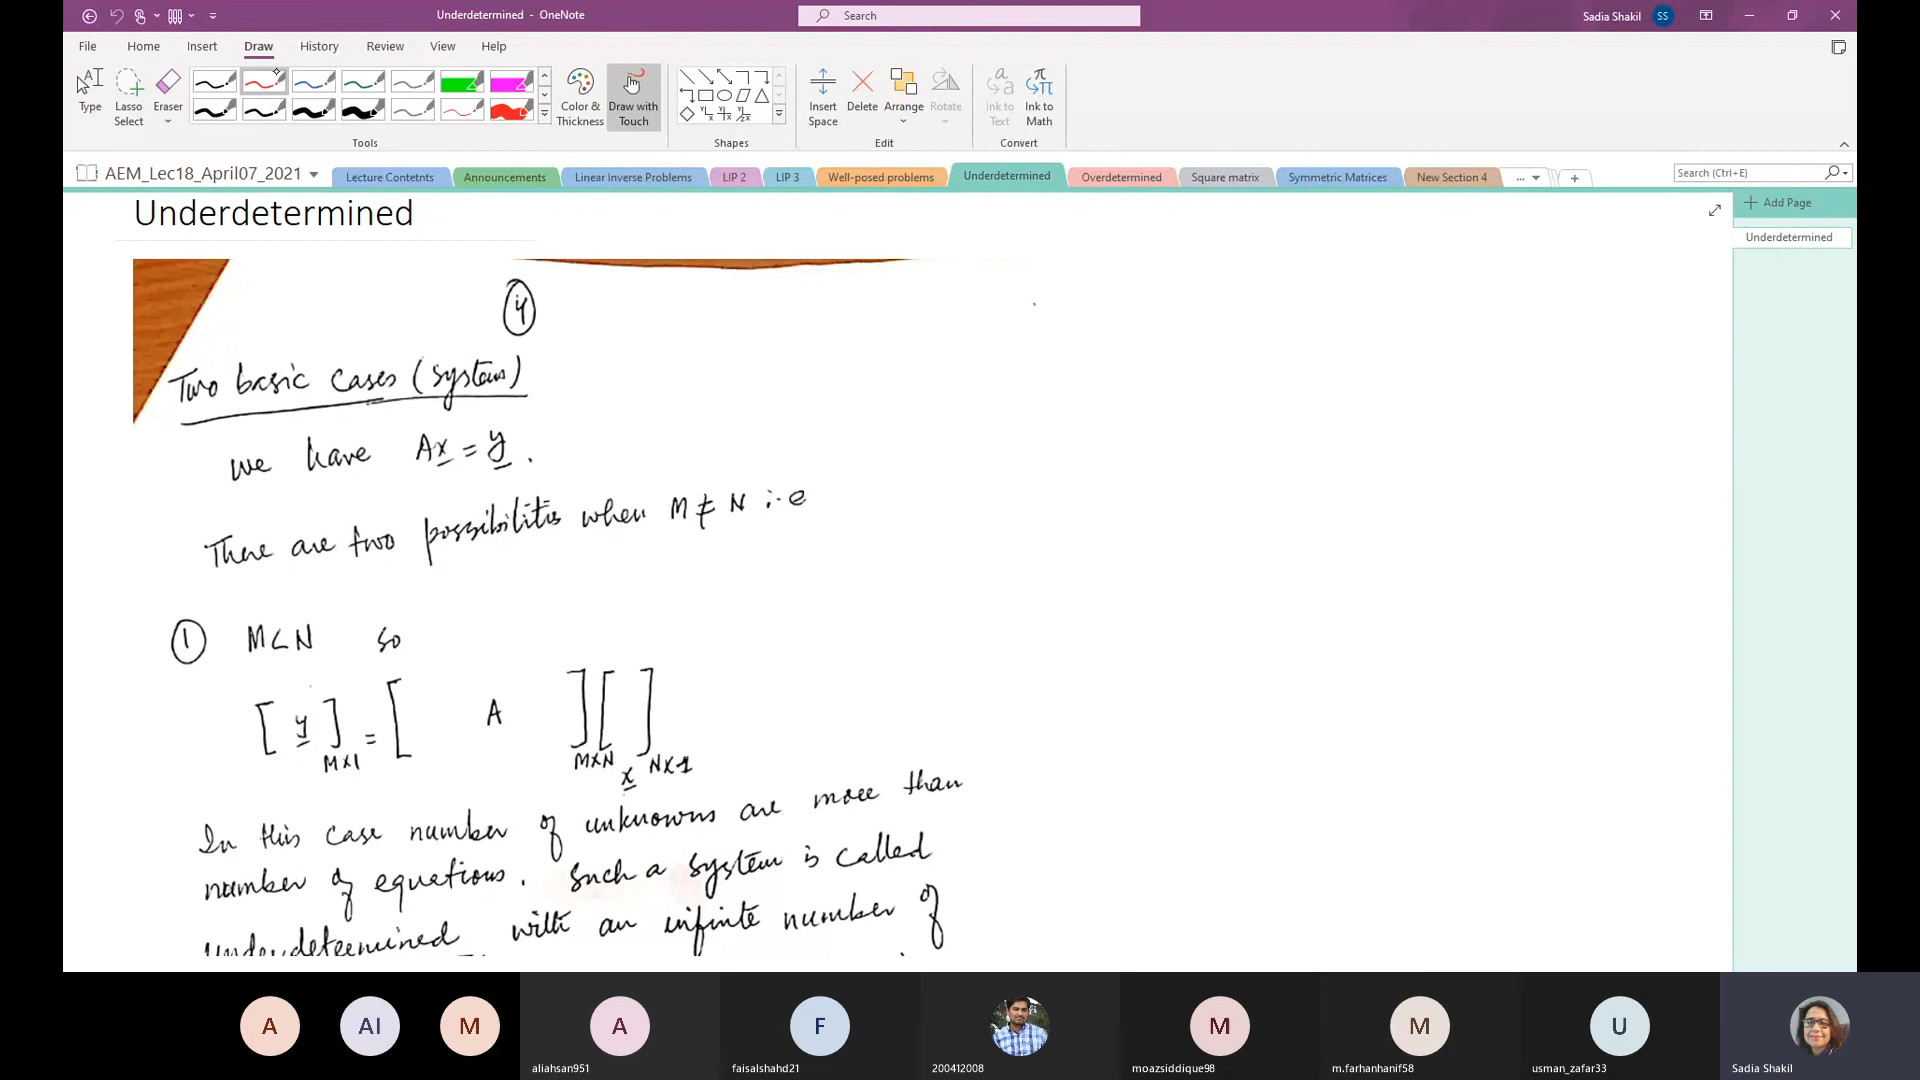 Underdetermined - OneNote
Search
Sadia Shakil
SS
File Home Insert Draw History Review View Help
Type
Lasso Select
Eraser
Color & Thickness
Draw with Touch
Insert Space
Delete
Arrange
Rotate
Ink to Text
Ink to Math
Tools
Shapes
Edit
Convert
AEM_Lec18_April07_2021
Lecture Contetnts
Announcements
Linear Inverse Problems
LIP 2
LIP 3
Well-posed problems
Underdetermined
Overdetermined
Square matrix
Symmetric Matrices
New Section 4
...
Search (Ctrl+E)
Add Page
Underdetermined
Underdetermined
4
Two basic cases (system)
we have Ax = y.
There are two possibilities when M ≠ N i.e
① M<N so
[ y ]M×1 = [ A ]M×N [ ]N×1
x
In this case number of unknowns are more than
number of equations. Such a system is called
underdetermined with an infinite number of
A
AI
M
A
F
M
M
U
aliahsan951
faisalshahd21
200412008
moazsiddique98
m.farhanhanif58
usman_zafar33
Sadia Shakil